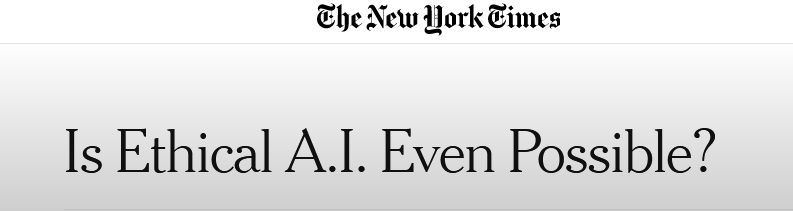 The New York Times
Is Ethical A.I. Even Possible?